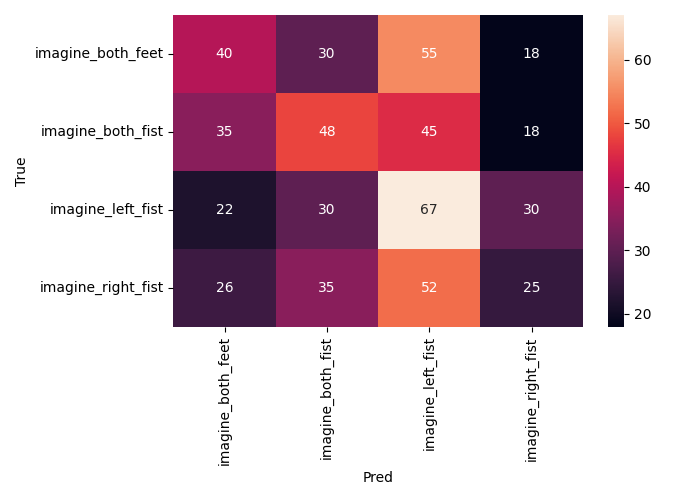 imagine_both_feet 40 30 55 18
imagine_both_fist 35 48 45 18
imagine_left_fist 22 30 67 30
imagine_right_fist 26 35 52 25
True
imagine_both_feet
imagine_both_fist
imagine_left_fist
imagine_right_fist
Pred
60
50
40
30
20